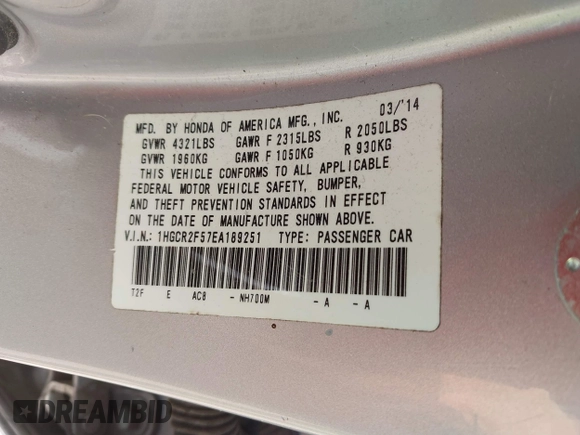 MFD. BY HONDA OF AMERICA MFG., INC. 03/'14
GVWR 4321LBS GAWR F 2315LBS R 2050LBS
GVWR 1960KG GAWR F 1050KG R 930KG
THIS VEHICLE CONFORMS TO ALL APPLICABLE
FEDERAL MOTOR VEHICLE SAFETY, BUMPER,
AND THEFT PREVENTION STANDARDS IN EFFECT
ON THE DATE OF MANUFACTURE SHOWN ABOVE.
V.I.N.: 1HGCR2F57EA189251 TYPE: PASSENGER CAR
T2F E AC8 - NH700M - A - A
DREAMBID